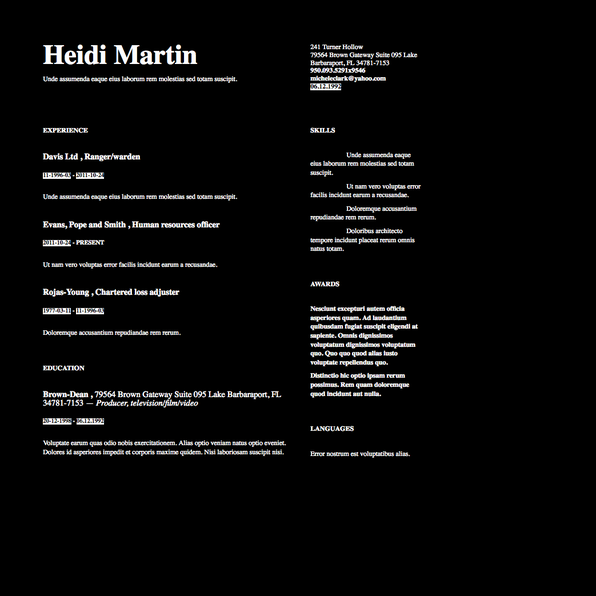 Heidi Martin
Unde assumenda eaque eius laborum rem molestias sed totam suscipit.
241 Turner Hollow
79564 Brown Gateway Suite 095 Lake
Barbaraport, FL 34781-7153
950.093.5291x9546
micheleclark@yahoo.com
06.12.1992
EXPERIENCE
Davis Ltd , Ranger/warden
11-1996-03 - 2011-10-24
Unde assumenda eaque eius laborum rem molestias sed totam suscipit.
Evans, Pope and Smith , Human resources officer
2011-10-24 - PRESENT
Ut nam vero voluptas error facilis incidunt earum a recusandae.
Rojas-Young , Chartered loss adjuster
1977-03-11 - 11-1996-03
Doloremque accusantium repudiandae rem rerum.
EDUCATION
Brown-Dean , 79564 Brown Gateway Suite 095 Lake Barbaraport, FL
34781-7153 — Producer, television/film/video
20-12-1998 - 06.12.1992
Voluptate earum quas odio nobis exercitationem. Alias optio veniam natus optio eveniet.
Dolores id asperiores impedit et corporis maxime quidem. Nisi laboriosam suscipit nisi.
SKILLS
Unde assumenda eaque
eius laborum rem molestias sed totam
suscipit.
Ut nam vero voluptas error
facilis incidunt earum a recusandae.
Doloremque accusantium
repudiandae rem rerum.
Doloribus architecto
tempore incidunt placeat rerum omnis
natus totam.
AWARDS
Nesciunt excepturi autem officia
asperiores quam. Ad laudantium
quibusdam fugiat suscipit eligendi at
sapiente. Omnis dignissimos
voluptatum dignissimos voluptatum
quo. Quo quo quod alias iusto
voluptate repellendus quo.
Distinctio hic optio ipsam rerum
possimus. Rem quam doloremque
quod incidunt aut nulla.
LANGUAGES
Error nostrum est voluptatibus alias.